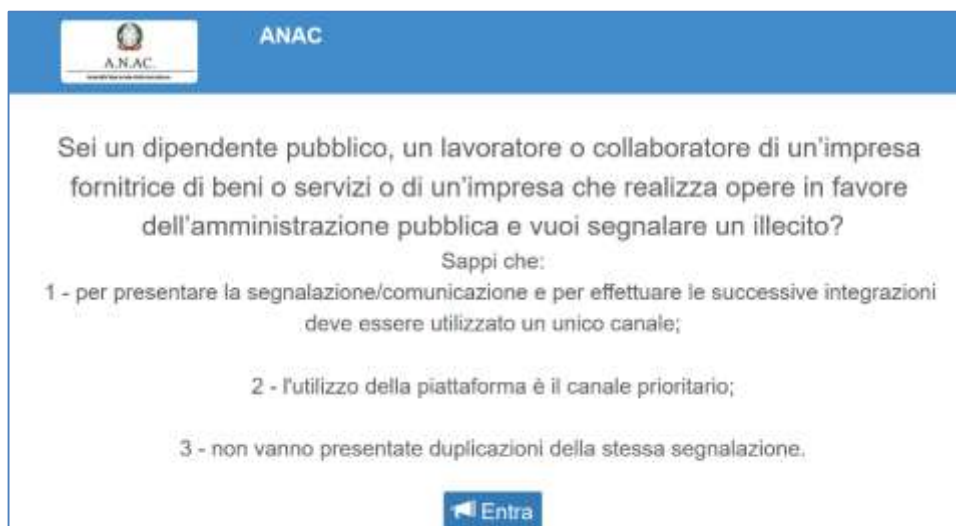 ANAC
A.N.AC.
Sei un dipendente pubblico, un lavoratore o collaboratore di un'impresa
fornitrice di beni o servizi o di un'impresa che realizza opere in favore
dell'amministrazione pubblica e vuoi segnalare un illecito?
Sappi che:
1 - per presentare la segnalazione/comunicazione e per effettuare le successive integrazioni
deve essere utilizzato un unico canale;
2 - l'utilizzo della piattaforma è il canale prioritario;
3 - non vanno presentate duplicazioni della stessa segnalazione.
Entra